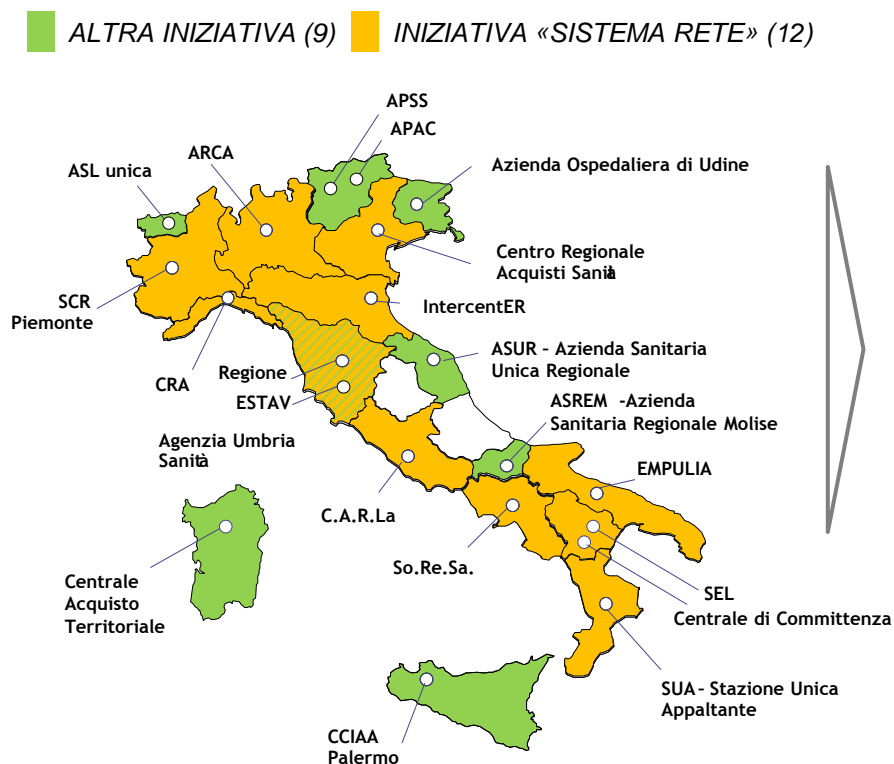 ALTRA INIZIATIVA (9)
INIZIATIVA «SISTEMA RETE» (12)
APSS
APAC
ARCA
ASL unica
Azienda Ospedaliera di Udine
Centro Regionale
Acquisti Sanità
SCR
Piemonte
IntercentER
CRA
Regione
ESTAV
ASUR - Azienda Sanitaria
Unica Regionale
ASREM -Azienda
Sanitaria Regionale Molise
Agenzia Umbria
Sanità
EMPULIA
C.A.R.La
So.Re.Sa.
Centrale
Acquisto
Territoriale
SEL
Centrale di Committenza
SUA - Stazione Unica
Appaltante
CCIAA
Palermo